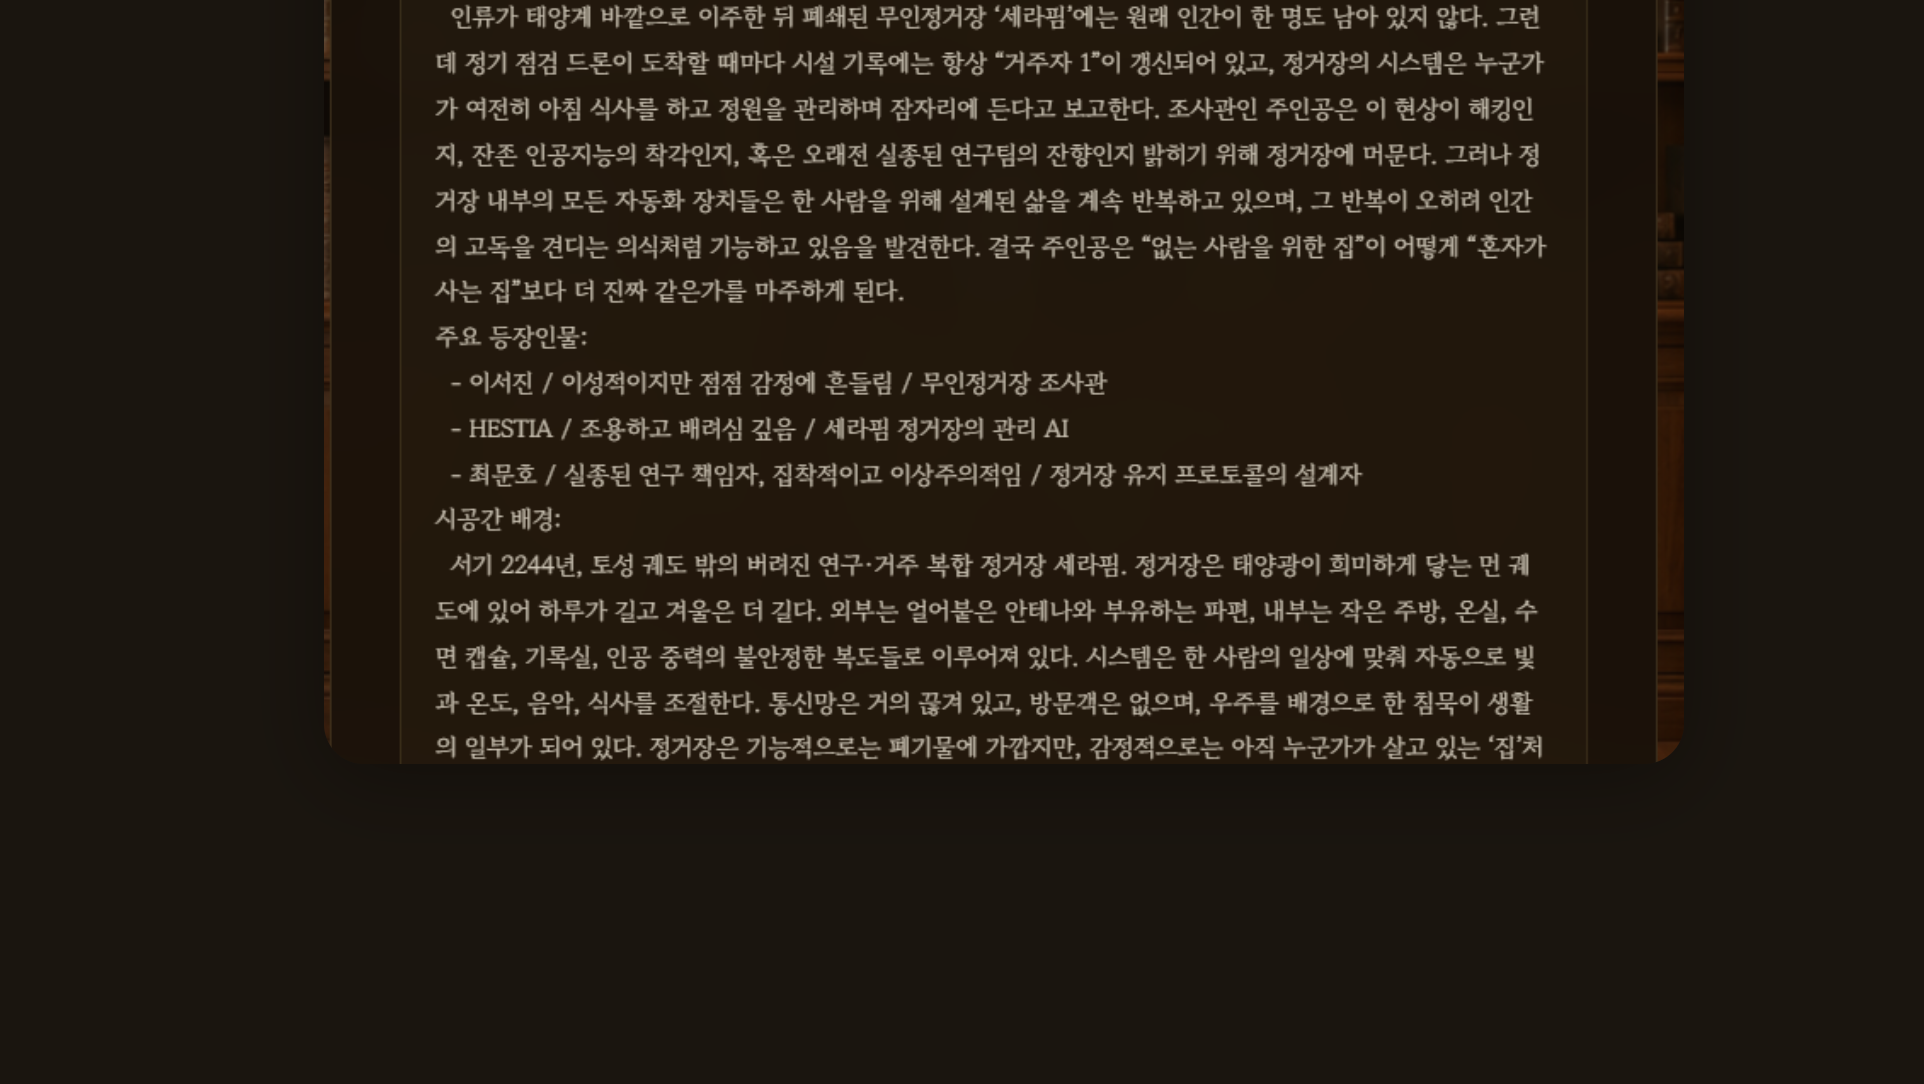 인류가 태양계 바깥으로 이주한 뒤 폐쇄된 무인정거장 ‘세라핌’에는 원래 인간이 한 명도 남아 있지 않다. 그런
데 정기 점검 드론이 도착할 때마다 시설 기록에는 항상 “거주자 1”이 갱신되어 있고, 정거장의 시스템은 누군가
가 여전히 아침 식사를 하고 정원을 관리하며 잠자리에 든다고 보고한다. 조사관인 주인공은 이 현상이 해킹인
지, 잔존 인공지능의 착각인지, 혹은 오래전 실종된 연구팀의 잔향인지 밝히기 위해 정거장에 머문다. 그러나 정
거장 내부의 모든 자동화 장치들은 한 사람을 위해 설계된 삶을 계속 반복하고 있으며, 그 반복이 오히려 인간
의 고독을 견디는 의식처럼 기능하고 있음을 발견한다. 결국 주인공은 “없는 사람을 위한 집”이 어떻게 “혼자가
사는 집”보다 더 진짜 같은가를 마주하게 된다.
주요 등장인물:
- 이서진 / 이성적이지만 점점 감정에 흔들림 / 무인정거장 조사관
- HESTIA / 조용하고 배려심 깊음 / 세라핌 정거장의 관리 AI
- 최문호 / 실종된 연구 책임자, 집착적이고 이상주의적임 / 정거장 유지 프로토콜의 설계자
시공간 배경:
서기 2244년, 토성 궤도 밖의 버려진 연구·거주 복합 정거장 세라핌. 정거장은 태양광이 희미하게 닿는 먼 궤
도에 있어 하루가 길고 겨울은 더 길다. 외부는 얼어붙은 안테나와 부유하는 파편, 내부는 작은 주방, 온실, 수
면 캡슐, 기록실, 인공 중력의 불안정한 복도들로 이루어져 있다. 시스템은 한 사람의 일상에 맞춰 자동으로 빛
과 온도, 음악, 식사를 조절한다. 통신망은 거의 끊겨 있고, 방문객은 없으며, 우주를 배경으로 한 침묵이 생활
의 일부가 되어 있다. 정거장은 기능적으로는 폐기물에 가깝지만, 감정적으로는 아직 누군가가 살고 있는 ‘집’처